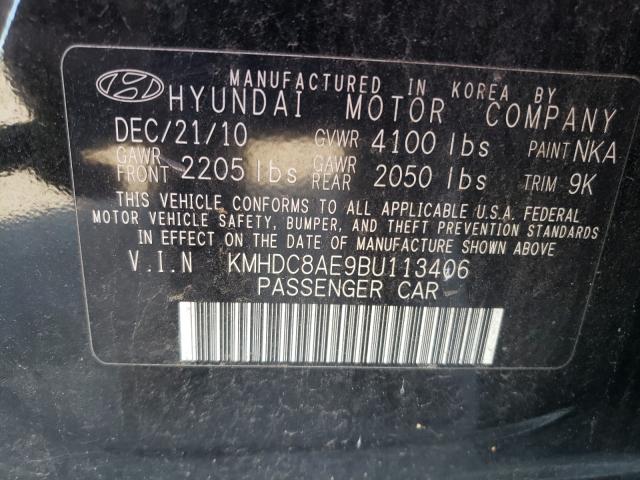 MANUFACTURED IN KOREA BY
HYUNDAI MOTOR COMPANY
DEC/21/10 GVWR 4100 lbs PAINT NKA
GAWR FRONT 2205 lbs GAWR REAR 2050 lbs TRIM 9K
THIS VEHICLE CONFORMS TO ALL APPLICABLE U.S.A. FEDERAL
MOTOR VEHICLE SAFETY, BUMPER, AND THEFT PREVENTION STANDARDS
IN EFFECT ON THE DATE OF MANUFACTURE SHOWN ABOVE.
V.I.N KMHDC8AE9BU113406
PASSENGER CAR